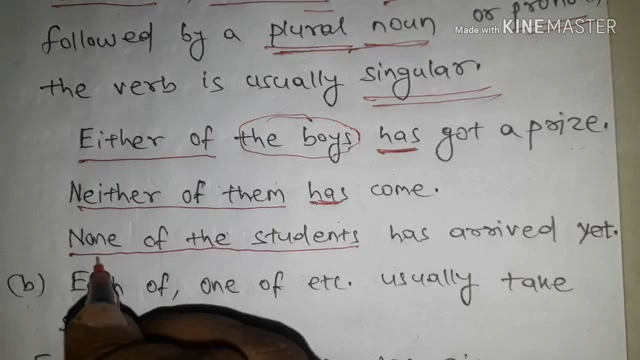 followed by a plural noun or
Made with KINEMASTER
the verb is usually singular.
Either of the boys has got a prize.
Neither of them has come.
None of the students has arrived yet.
(b) of, one of etc. usually take